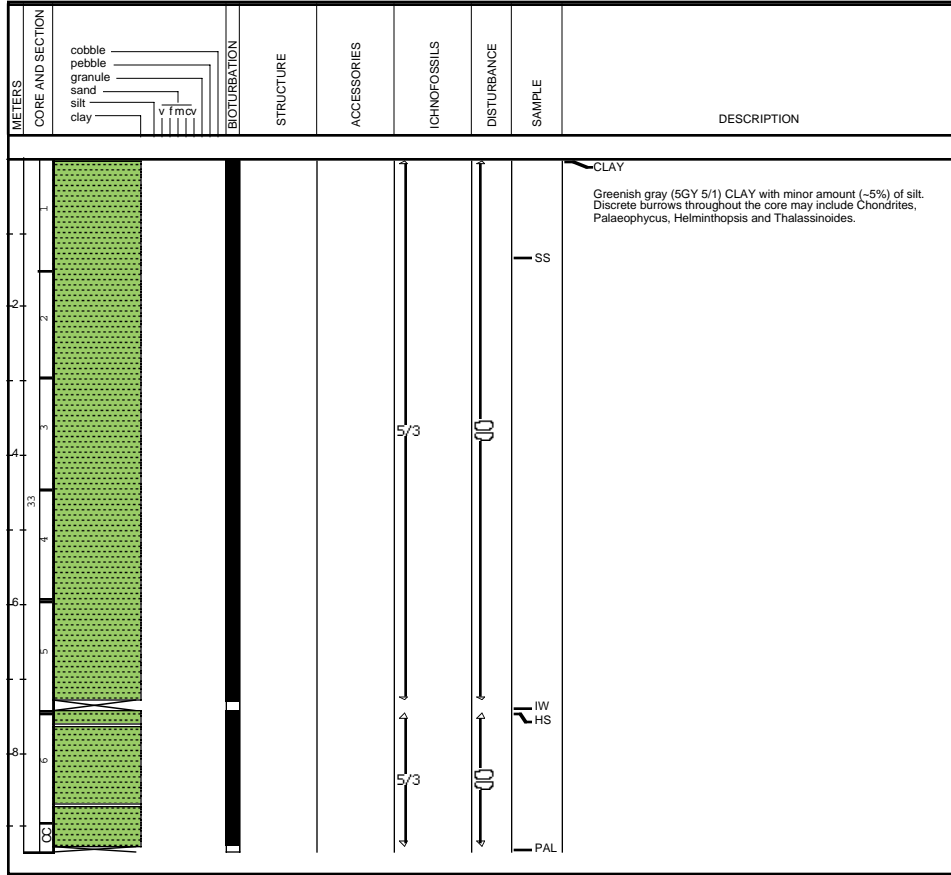 METERS
CORE AND SECTION
cobble
pebble
granule
sand
silt
clay
v f m c v
BIOTURBATION
STRUCTURE
ACCESSORIES
ICHNOFOSSILS
DISTURBANCE
SAMPLE
DESCRIPTION
CLAY
Greenish gray (5GY 5/1) CLAY with minor amount (~5%) of silt.
Discrete burrows throughout the core may include Chondrites,
Palaeophycus, Helminthopsis and Thalassinoides.
1
SS
2
2
3
5/3
4
33
4
6
5
IW
HS
8
6
5/3
CC
PAL